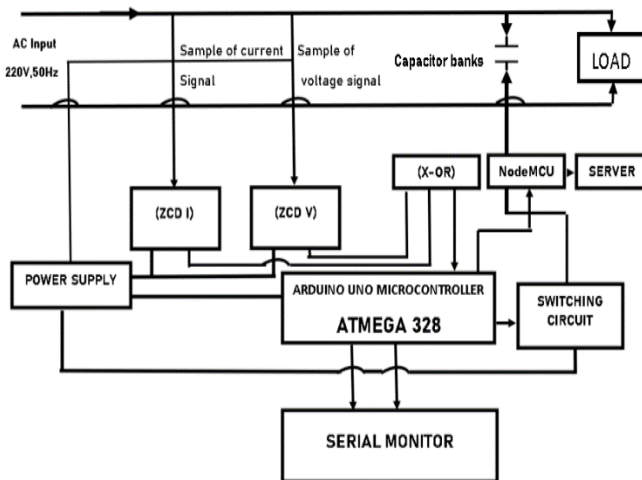 AC Input
220V,50Hz
Sample of current
Signal
Sample of
voltage signal
Capacitor banks
LOAD
(ZCD I)
(ZCD V)
(X-OR)
NodeMCU
SERVER
POWER SUPPLY
ARDUINO UNO MICROCONTROLLER
ATMEGA 328
SWITCHING
CIRCUIT
SERIAL MONITOR